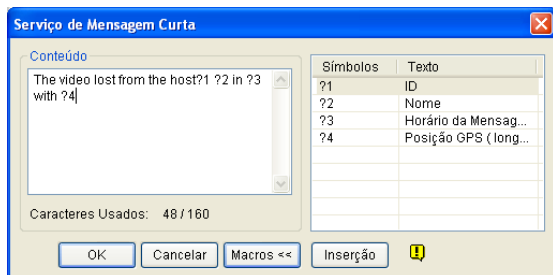 Serviço de Mensagem Curta
Conteúdo
The video lost from the host?1 ?2 in ?3
with ?4
Caracteres Usados: 48 / 160
Símbolos Texto
?1 ID
?2 Nome
?3 Horário da Mensag...
?4 Posição GPS ( long...
OK Cancelar Macros << Inserção